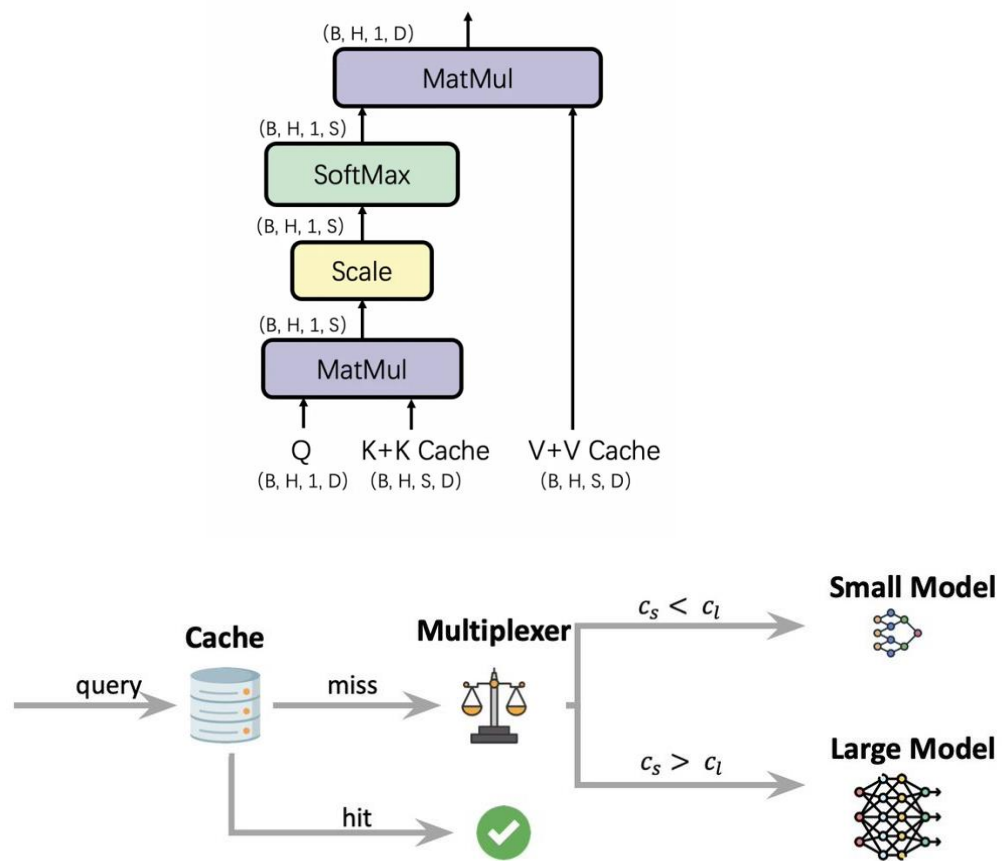 (B, H, 1, D)
MatMul
(B, H, 1, S)
SoftMax
(B, H, 1, S)
Scale
(B, H, 1, S)
MatMul
Q K+K Cache V+V Cache
(B, H, 1, D) (B, H, S, D) (B, H, S, D)
Small Model
c_s < c_l
Cache Multiplexer
query miss
Large Model
c_s > c_l
hit